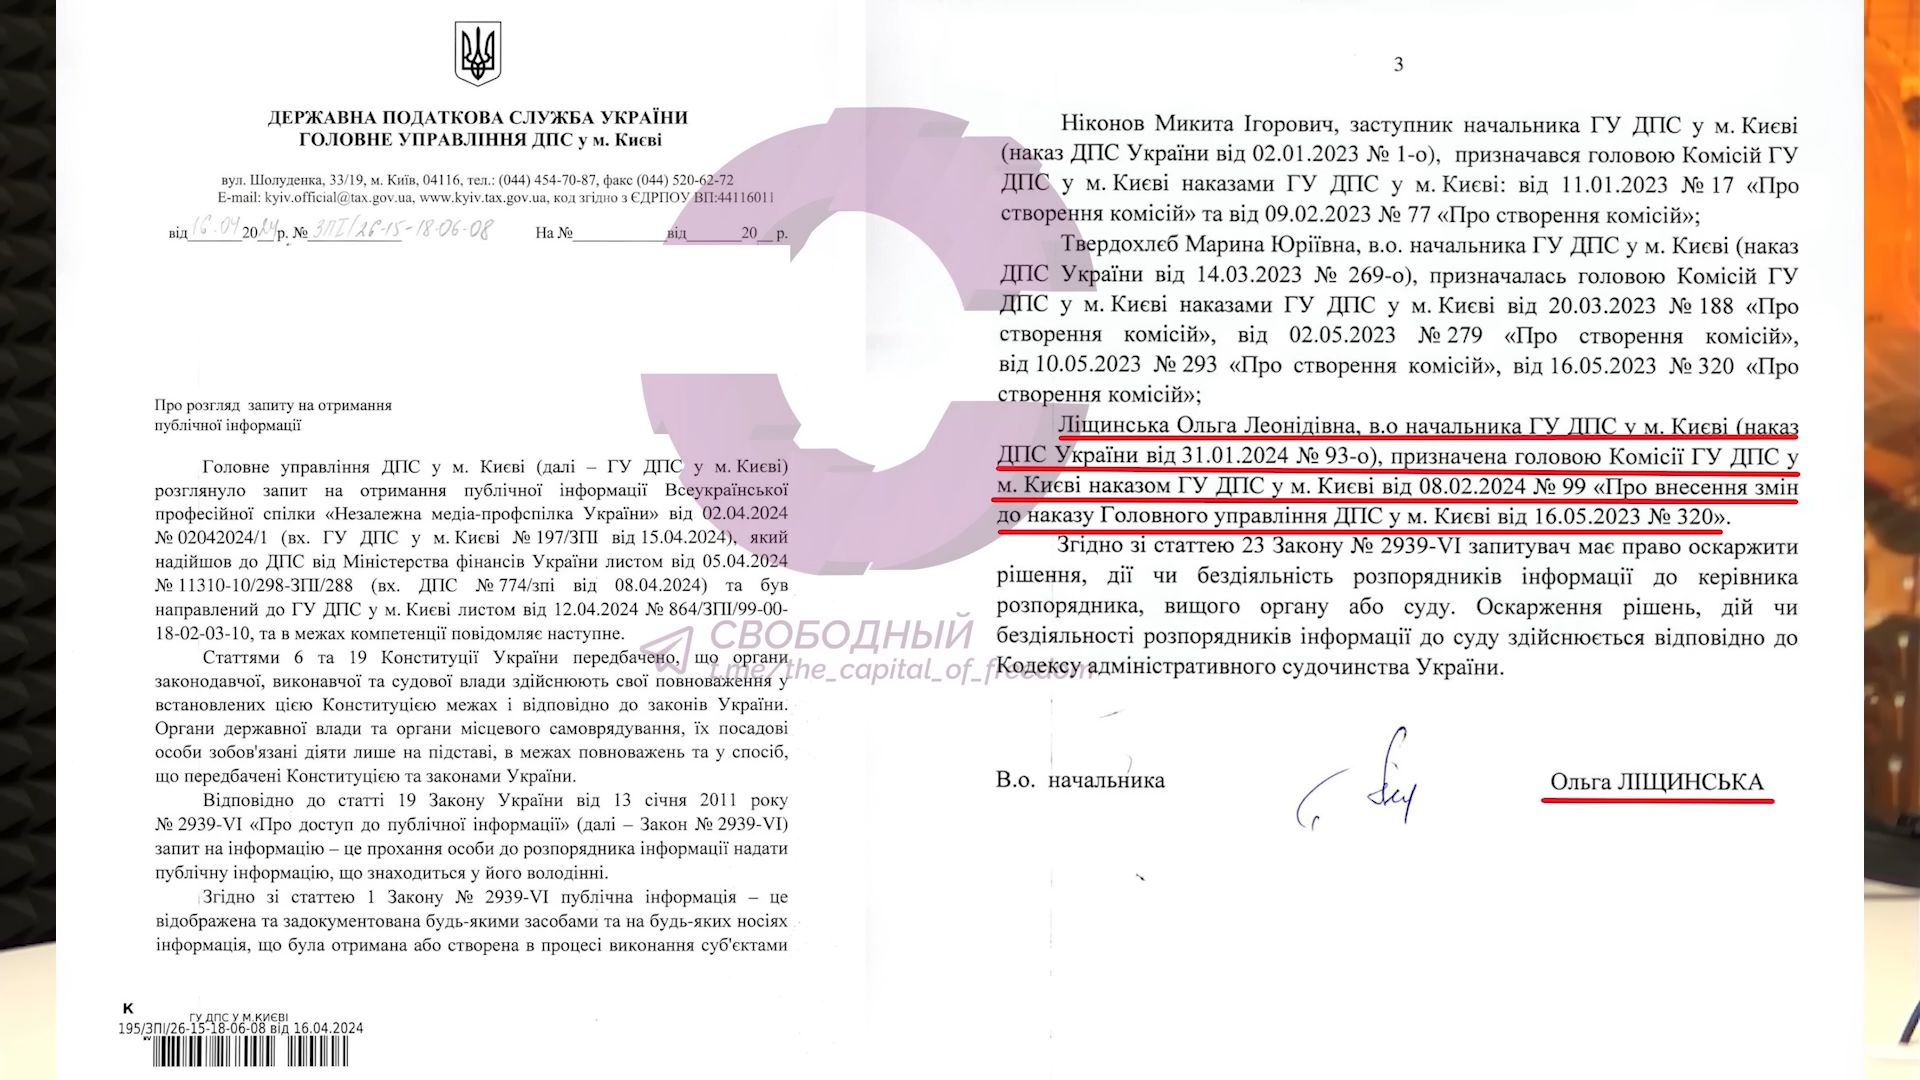 ДЕРЖАВНА ПОДАТКОВА СЛУЖБА УКРАЇНИ
ГОЛОВНЕ УПРАВЛІННЯ ДПС у м. Києві
вул. Шолуденка, 33/19, м. Київ, 04116, тел.: (044) 454-70-87, факс (044) 520-62-72
E-mail: kyiv.official@tax.gov.ua, www.kyiv.tax.gov.ua, код згідно з ЄДРПОУ ВП:44116011
від 16.04 2024 р. № ЗПІ/26-15-18-06-08 На №____________від_______20__ р.
Про розгляд запиту на отримання
публічної інформації
Головне управління ДПС у м. Києві (далі – ГУ ДПС у м. Києві)
розглянуло запит на отримання публічної інформації Всеукраїнської
професійної спілки «Незалежна медіа-профспілка України» від 02.04.2024
№ 02042024/1 (вх. ГУ ДПС у м. Києві № 197/ЗПІ від 15.04.2024), який
надійшов до ДПС від Міністерства фінансів України листом від 05.04.2024
№ 11310-10/298-ЗПІ/288 (вх. ДПС № 774/зпі від 08.04.2024) та був
направлений до ГУ ДПС у м. Києві листом від 12.04.2024 № 864/ЗПІ/99-00-
18-02-03-10, та в межах компетенції повідомляє наступне.
Статтями 6 та 19 Конституції України передбачено, що органи
законодавчої, виконавчої та судової влади здійснюють свої повноваження у
встановлених цією Конституцією межах і відповідно до законів України.
Органи державної влади та органи місцевого самоврядування, їх посадові
особи зобов'язані діяти лише на підставі, в межах повноважень та у спосіб,
що передбачені Конституцією та законами України.
Відповідно до статті 19 Закону України від 13 січня 2011 року
№ 2939-VI «Про доступ до публічної інформації» (далі – Закон № 2939-VI)
запит на інформацію – це прохання особи до розпорядника інформації надати
публічну інформацію, що знаходиться у його володінні.
Згідно зі статтею 1 Закону № 2939-VI публічна інформація – це
відображена та задокументована будь-якими засобами та на будь-яких носіях
інформація, що була отримана або створена в процесі виконання суб'єктами
К
ГУ ДПС У М.КИЄВІ
195/ЗПІ/26-15-18-06-08 від 16.04.2024
3
Ніконов Микита Ігорович, заступник начальника ГУ ДПС у м. Києві
(наказ ДПС України від 02.01.2023 № 1-о), призначався головою Комісій ГУ
ДПС у м. Києві наказами ГУ ДПС у м. Києві: від 11.01.2023 № 17 «Про
створення комісій» та від 09.02.2023 № 77 «Про створення комісій»;
Твердохлєб Марина Юріївна, в.о. начальника ГУ ДПС у м. Києві (наказ
ДПС України від 14.03.2023 № 269-о), призначалась головою Комісій ГУ
ДПС у м. Києві наказами ГУ ДПС у м. Києві від 20.03.2023 № 188 «Про
створення комісій», від 02.05.2023 № 279 «Про створення комісій»,
від 10.05.2023 № 293 «Про створення комісій», від 16.05.2023 № 320 «Про
створення комісій»;
Ліщинська Ольга Леонідівна, в.о начальника ГУ ДПС у м. Києві (наказ
ДПС України від 31.01.2024 № 93-о), призначена головою Комісії ГУ ДПС у
м. Києві наказом ГУ ДПС у м. Києві від 08.02.2024 № 99 «Про внесення змін
до наказу Головного управління ДПС у м. Києві від 16.05.2023 № 320».
Згідно зі статтею 23 Закону № 2939-VI запитувач має право оскаржити
рішення, дії чи бездіяльність розпорядників інформації до керівника
розпорядника, вищого органу або суду. Оскарження рішень, дій чи
бездіяльності розпорядників інформації до суду здійснюється відповідно до
Кодексу адміністративного судочинства України.
В.о. начальника Ольга ЛІЩИНСЬКА
СВОБОДНЫЙ
t.me/the_capital_of_freedom